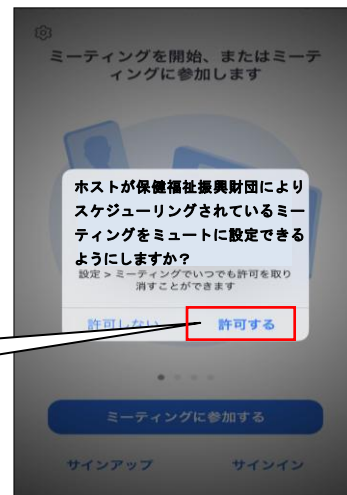 ミーティングを開始、またはミーテ
ィングに参加します
ホストが保健福祉振興財団により
スケジューリングされているミー
ティングをミュートに設定できる
ようにしますか?
設定 > ミーティングでいつでも許可を取り
消すことができます
許可しない
許可する
ミーティングに参加する
サインアップ
サインイン